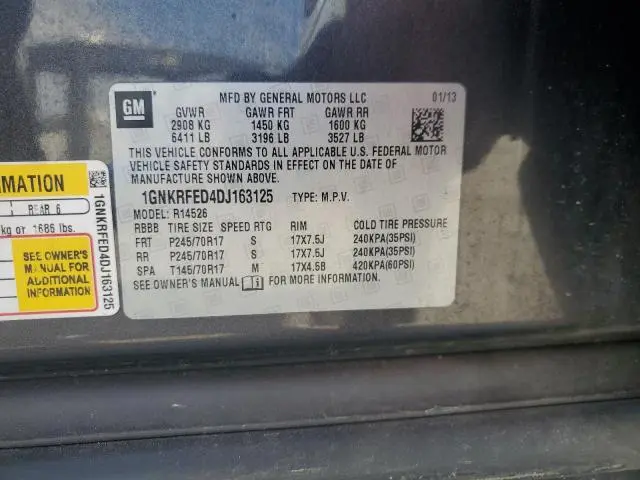 GM
MFD BY GENERAL MOTORS LLC 01/13
GVWR GAWR FRT GAWR RR
2908 KG 1450 KG 1600 KG
6411 LB 3196 LB 3527 LB
THIS VEHICLE CONFORMS TO ALL APPLICABLE U.S. FEDERAL MOTOR
VEHICLE SAFETY STANDARDS IN EFFECT ON THE DATE OF
MANUFACTURE SHOWN ABOVE.
1GNKRFED4DJ163125 TYPE: M.P.V.
MODEL: R14526
RBBB TIRE SIZE SPEED RTG RIM COLD TIRE PRESSURE
FRT P245/70R17 S 17X7.5J 240KPA(35PSI)
RR P245/70R17 S 17X7.5J 240KPA(35PSI)
SPA T145/70R17 M 17X4.5B 420KPA(60PSI)
SEE OWNER'S MANUAL FOR MORE INFORMATION.
REAR 6
kg or 1686 lbs.
SEE OWNER'S
MANUAL FOR
ADDITIONAL
INFORMATION
1GNKRFED4DJ163125